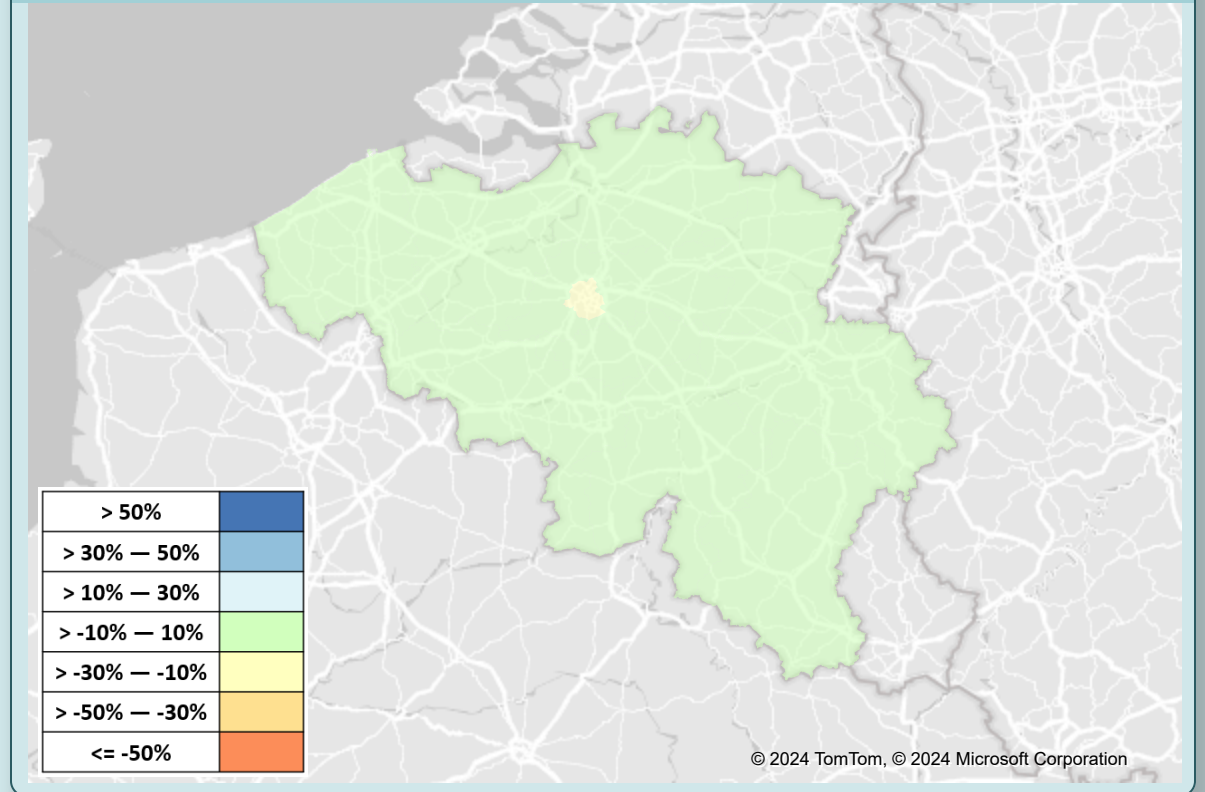 > 50%
> 30% — 50%
> 10% — 30%
> -10% — 10%
> -30% — -10%
> -50% — -30%
<= -50%
© 2024 TomTom, © 2024 Microsoft Corporation